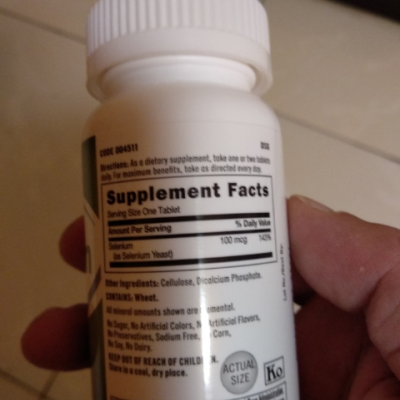 CODE 004511
Directions: As a dietary supplement, take one or two tablets
daily. For maximum benefits, take as directed every day.
Supplement Facts
Serving Size One Tablet
Amount Per Serving % Daily Value
Selenium 100 mcg 143%
(as Selenium Yeast)
Other Ingredients: Cellulose, Dicalcium Phosphate.
CONTAINS: Wheat.
All mineral amounts shown are elemental.
No Sugar, No Artificial Colors, No Artificial Flavors,
No Preservatives, Sodium Free, No Corn,
No Soy, No Dairy.
KEEP OUT OF REACH OF CHILDREN.
Store in a cool, dry place.
ACTUAL
SIZE
Ko